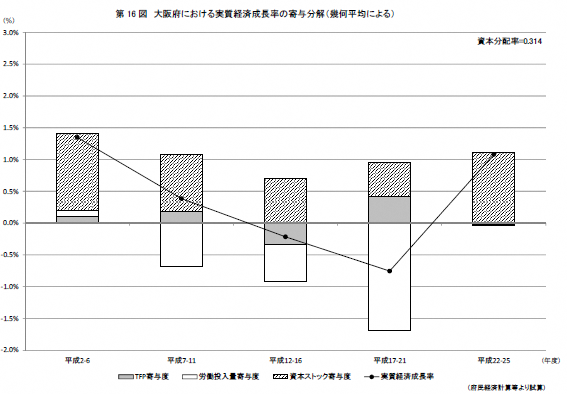 第 16 図 大阪府における実質経済成長率の寄与分解（幾何平均による）
(%)
資本分配率=0.314
3.0%
2.5%
2.0%
1.5%
1.0%
0.5%
0.0%
-0.5%
-1.0%
-1.5%
-2.0%
平成2-6 平成7-11 平成12-16 平成17-21 平成22-25 (年度)
TFP寄与度 労働投入量寄与度 資本ストック寄与度 実質経済成長率
(府民経済計算等より試算)